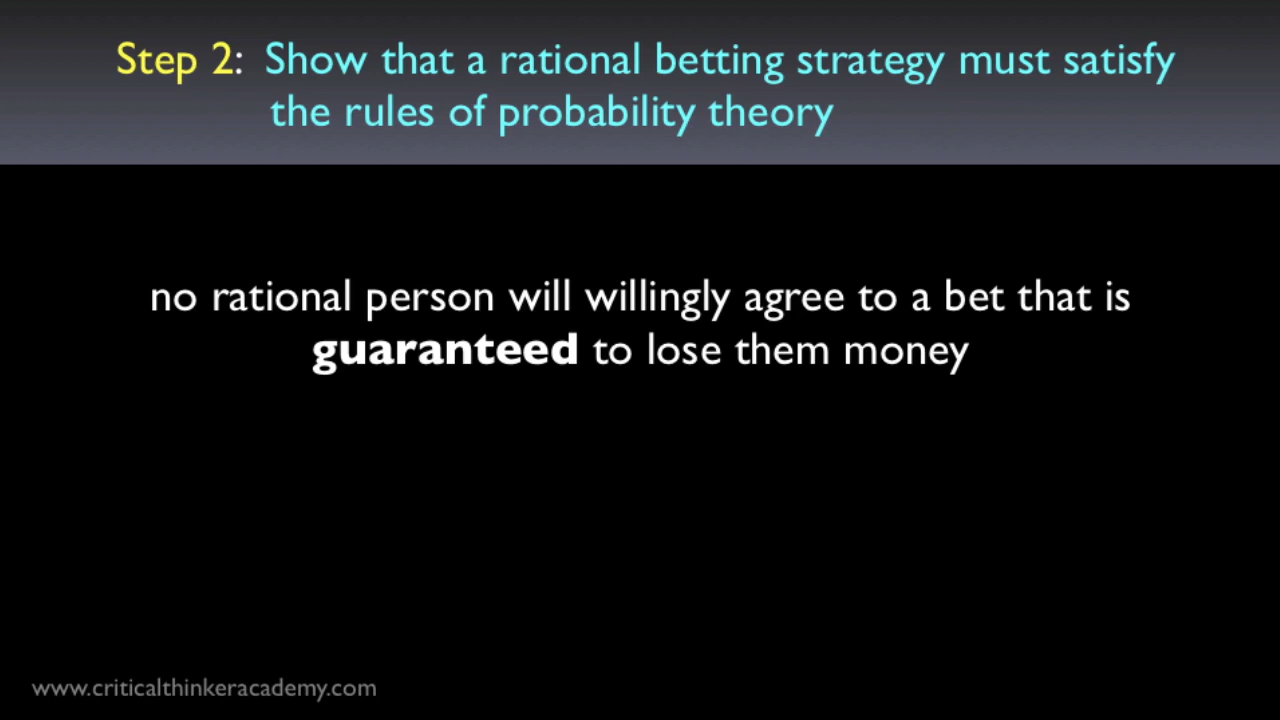 Step 2: Show that a rational betting strategy must satisfy
the rules of probability theory
no rational person will willingly agree to a bet that is
guaranteed to lose them money
www.criticalthinkeracademy.com